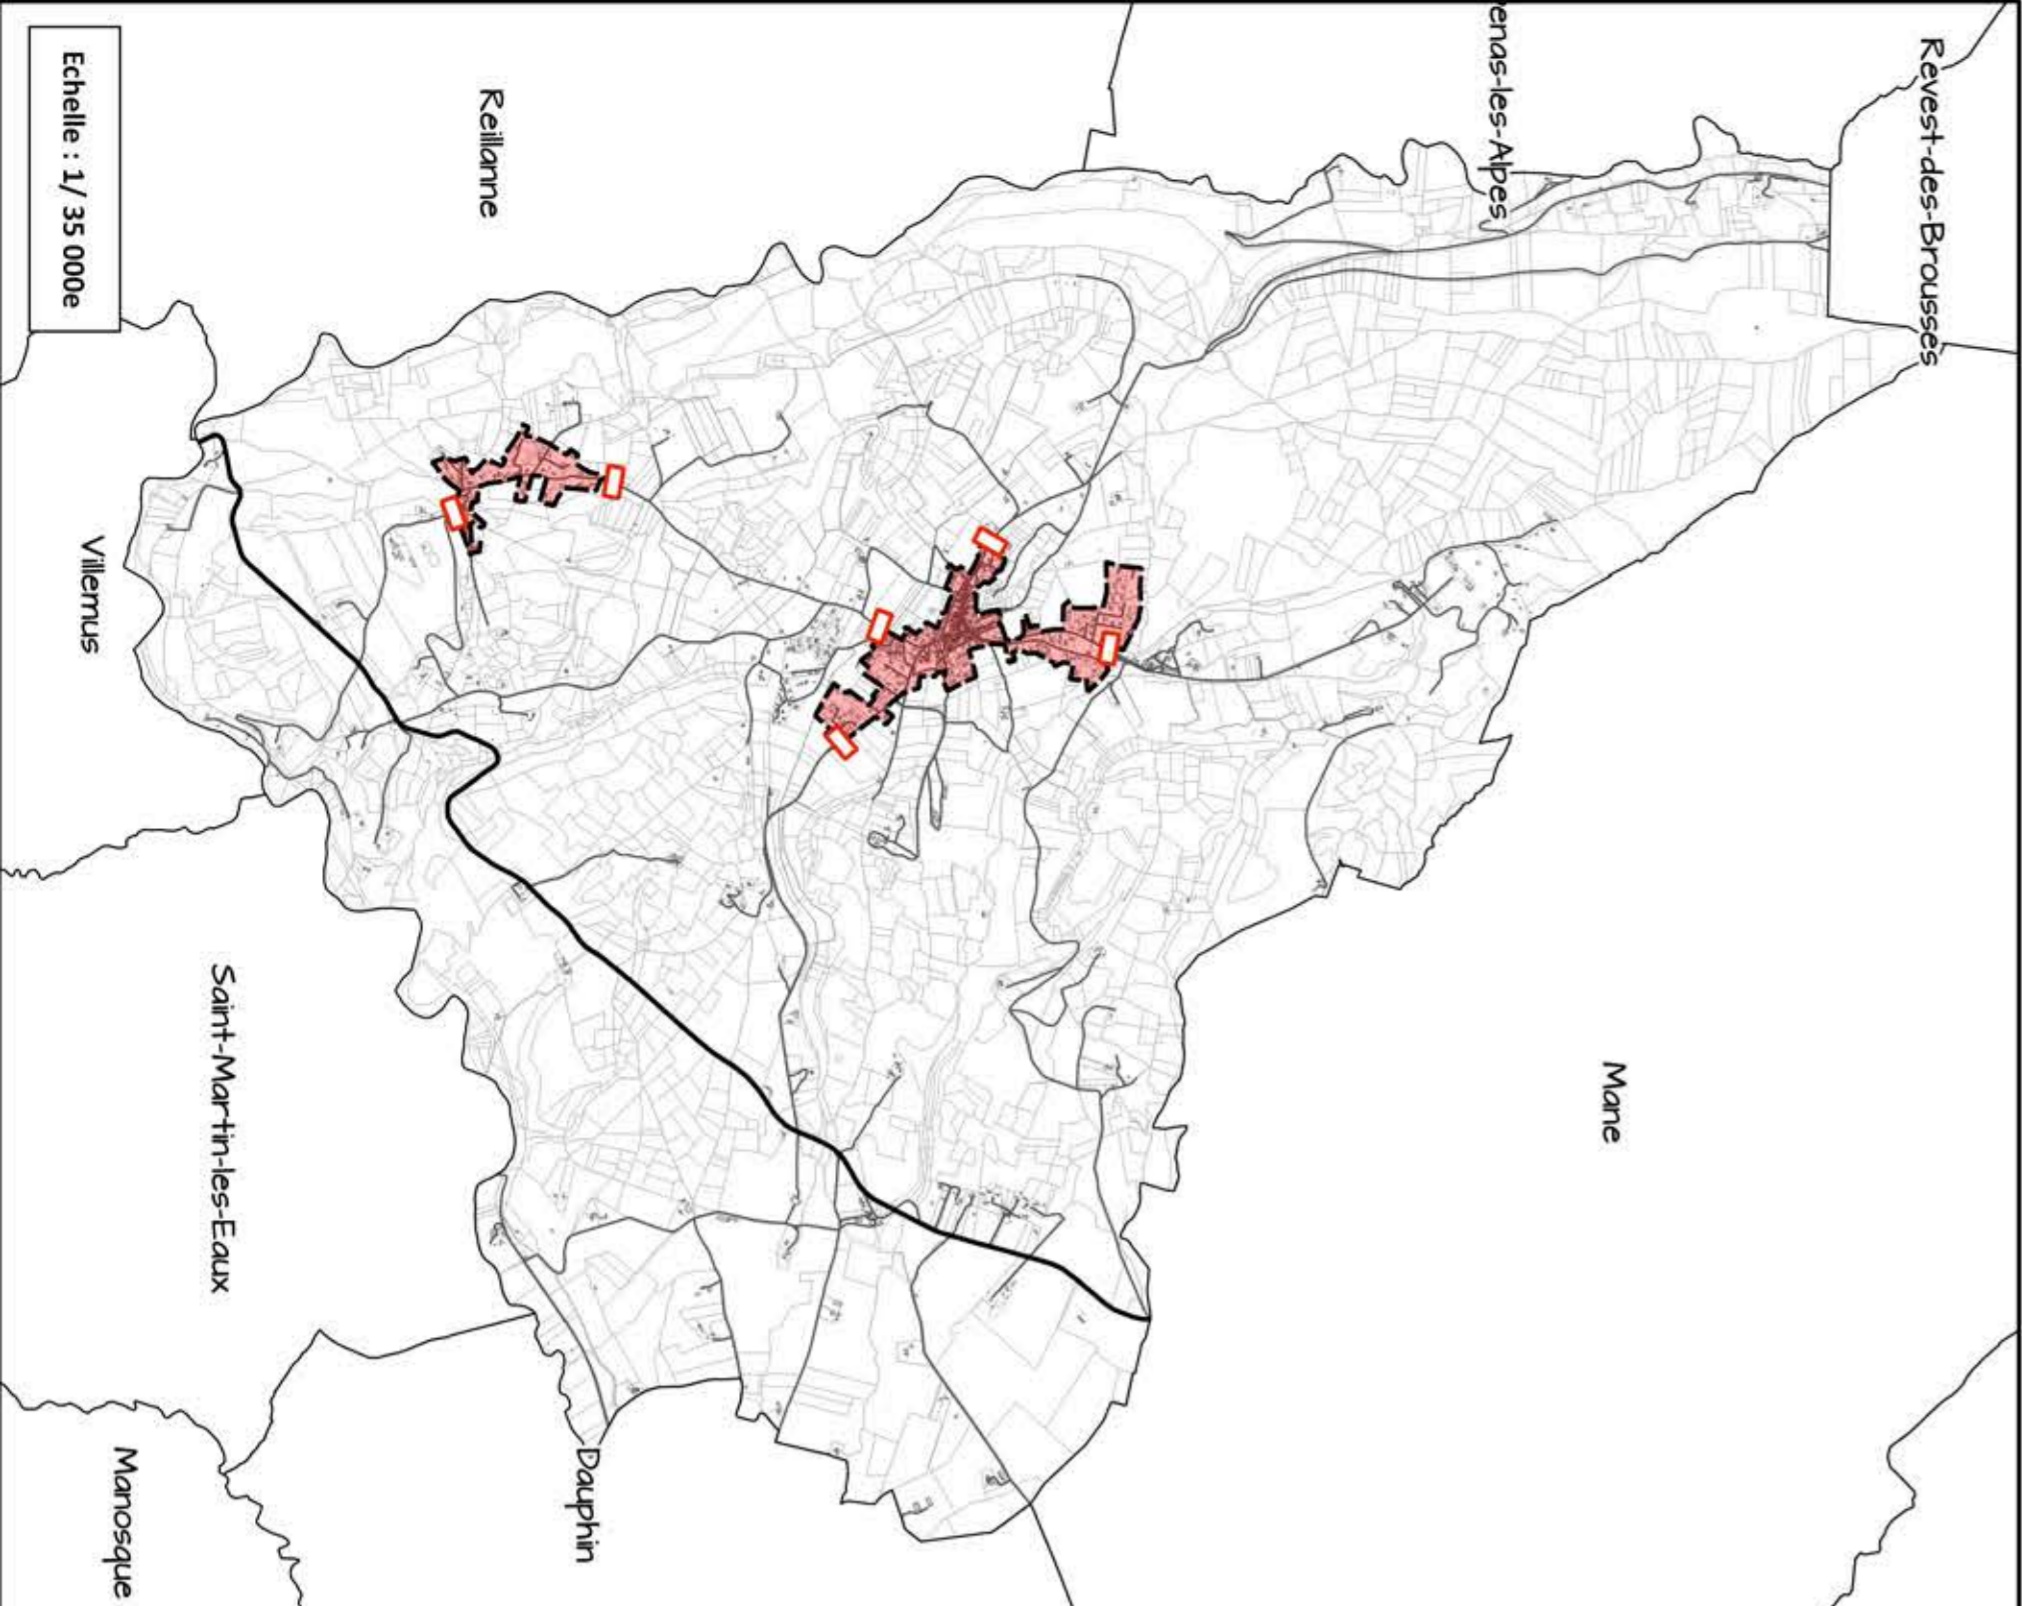 Revest-des-Brousses
enas-les-Alpes
Mane
Reillanne
Dauphin
Saint-Martin-les-Eaux
Manosque
Villemus
Echelle : 1/ 35 000e